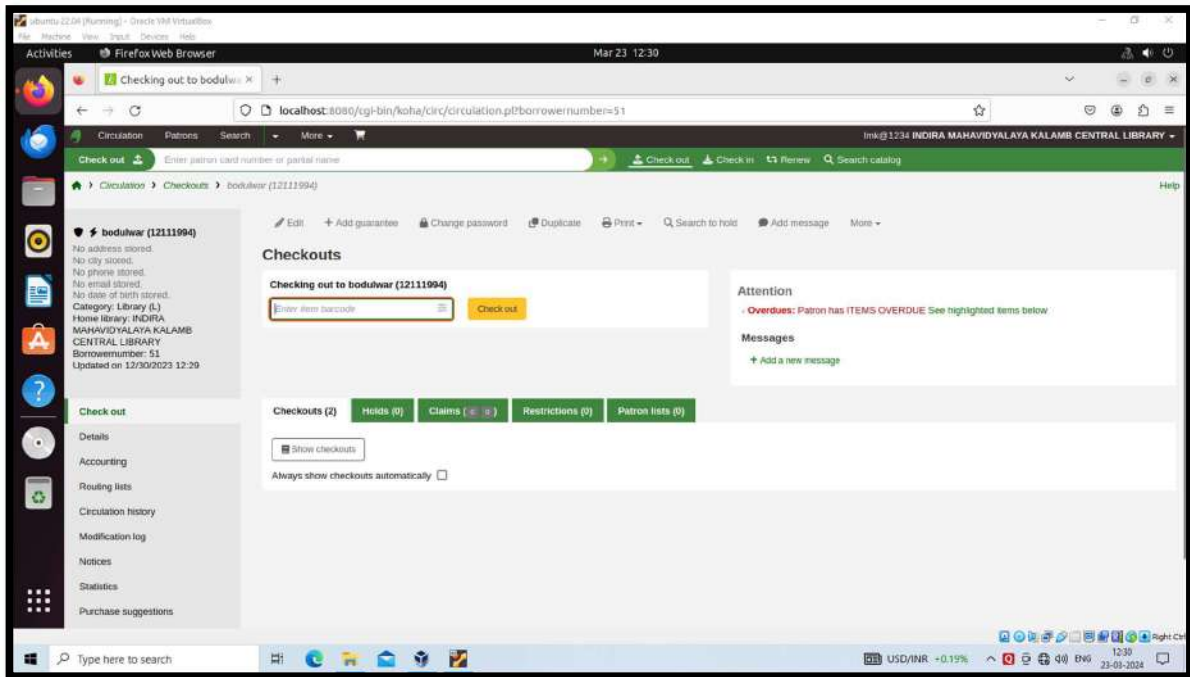 ubuntu 22.04 [Running] - Oracle VM VirtualBox
File Machine View Input Devices Help
Activities Firefox Web Browser Mar 23 12:30
Checking out to bodulwa
localhost:8080/cgi-bin/koha/circ/circulation.pl?borrowernumber=51
Circulation Patrons Search More lmk@1234 INDIRA MAHAVIDYALAYA KALAMB CENTRAL LIBRARY
Check out Enter patron card number or partial name Check out Check in Renew Search catalog
Circulation Checkouts bodulwar (12111994) Help
bodulwar (12111994)
No address stored.
No city stored.
No phone stored.
No email stored.
No date of birth stored.
Category: Library (L)
Home library: INDIRA
MAHAVIDYALAYA KALAMB
CENTRAL LIBRARY
Borrowernumber: 51
Updated on 12/30/2023 12:29
Edit + Add guarantee Change password Duplicate Print Search to hold Add message More
Checkouts
Checking out to bodulwar (12111994)
Enter item barcode Check out
Attention
- Overdues: Patron has ITEMS OVERDUE See highlighted items below
Messages
+ Add a new message
Check out
Details
Accounting
Routing lists
Circulation history
Modification log
Notices
Statistics
Purchase suggestions
Checkouts (2) Holds (0) Claims ( 0 0 ) Restrictions (0) Patron lists (0)
Show checkouts
Always show checkouts automatically
Right Ctrl
Type here to search USD/INR +0.19% ENG 12:30
23-03-2024